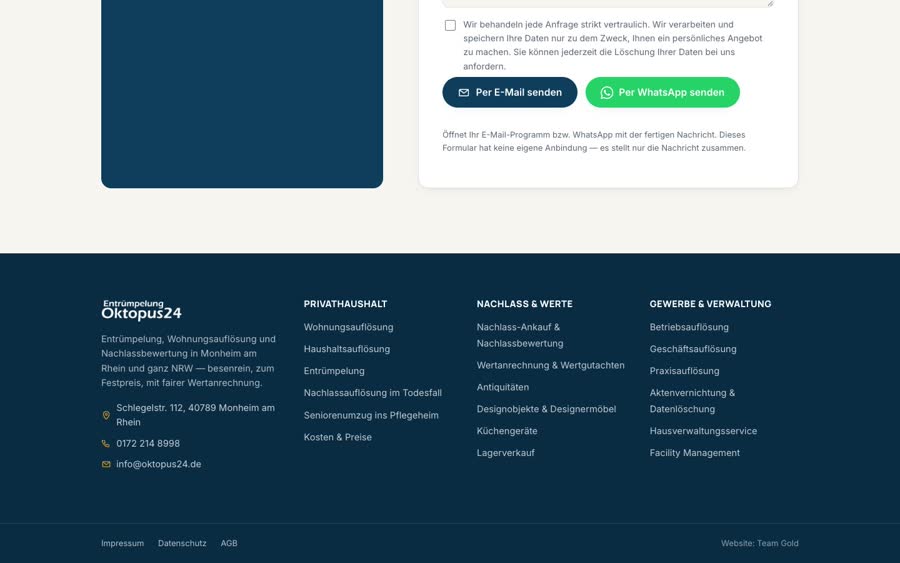 Wir behandeln jede Anfrage strikt vertraulich. Wir verarbeiten und
speichern Ihre Daten nur zu dem Zweck, Ihnen ein persönliches Angebot
zu machen. Sie können jederzeit die Löschung Ihrer Daten bei uns
anfordern.
Per E-Mail senden
Per WhatsApp senden
Öffnet Ihr E-Mail-Programm bzw. WhatsApp mit der fertigen Nachricht. Dieses
Formular hat keine eigene Anbindung — es stellt nur die Nachricht zusammen.
Entrümpelung
Oktopus24
Entrümpelung, Wohnungsauflösung und
Nachlassbewertung in Monheim am
Rhein und ganz NRW — besenrein, zum
Festpreis, mit fairer Wertanrechnung.
Schlegelstr. 112, 40789 Monheim am
Rhein
0172 214 8998
info@oktopus24.de
PRIVATHAUSHALT
Wohnungsauflösung
Haushaltsauflösung
Entrümpelung
Nachlassauflösung im Todesfall
Seniorenumzug ins Pflegeheim
Kosten & Preise
NACHLASS & WERTE
Nachlass-Ankauf &
Nachlassbewertung
Wertanrechnung & Wertgutachten
Antiquitäten
Designobjekte & Designermöbel
Küchengeräte
Lagerverkauf
GEWERBE & VERWALTUNG
Betriebsauflösung
Geschäftsauflösung
Praxisauflösung
Aktenvernichtung &
Datenlöschung
Hausverwaltungsservice
Facility Management
Impressum
Datenschutz
AGB
Website: Team Gold